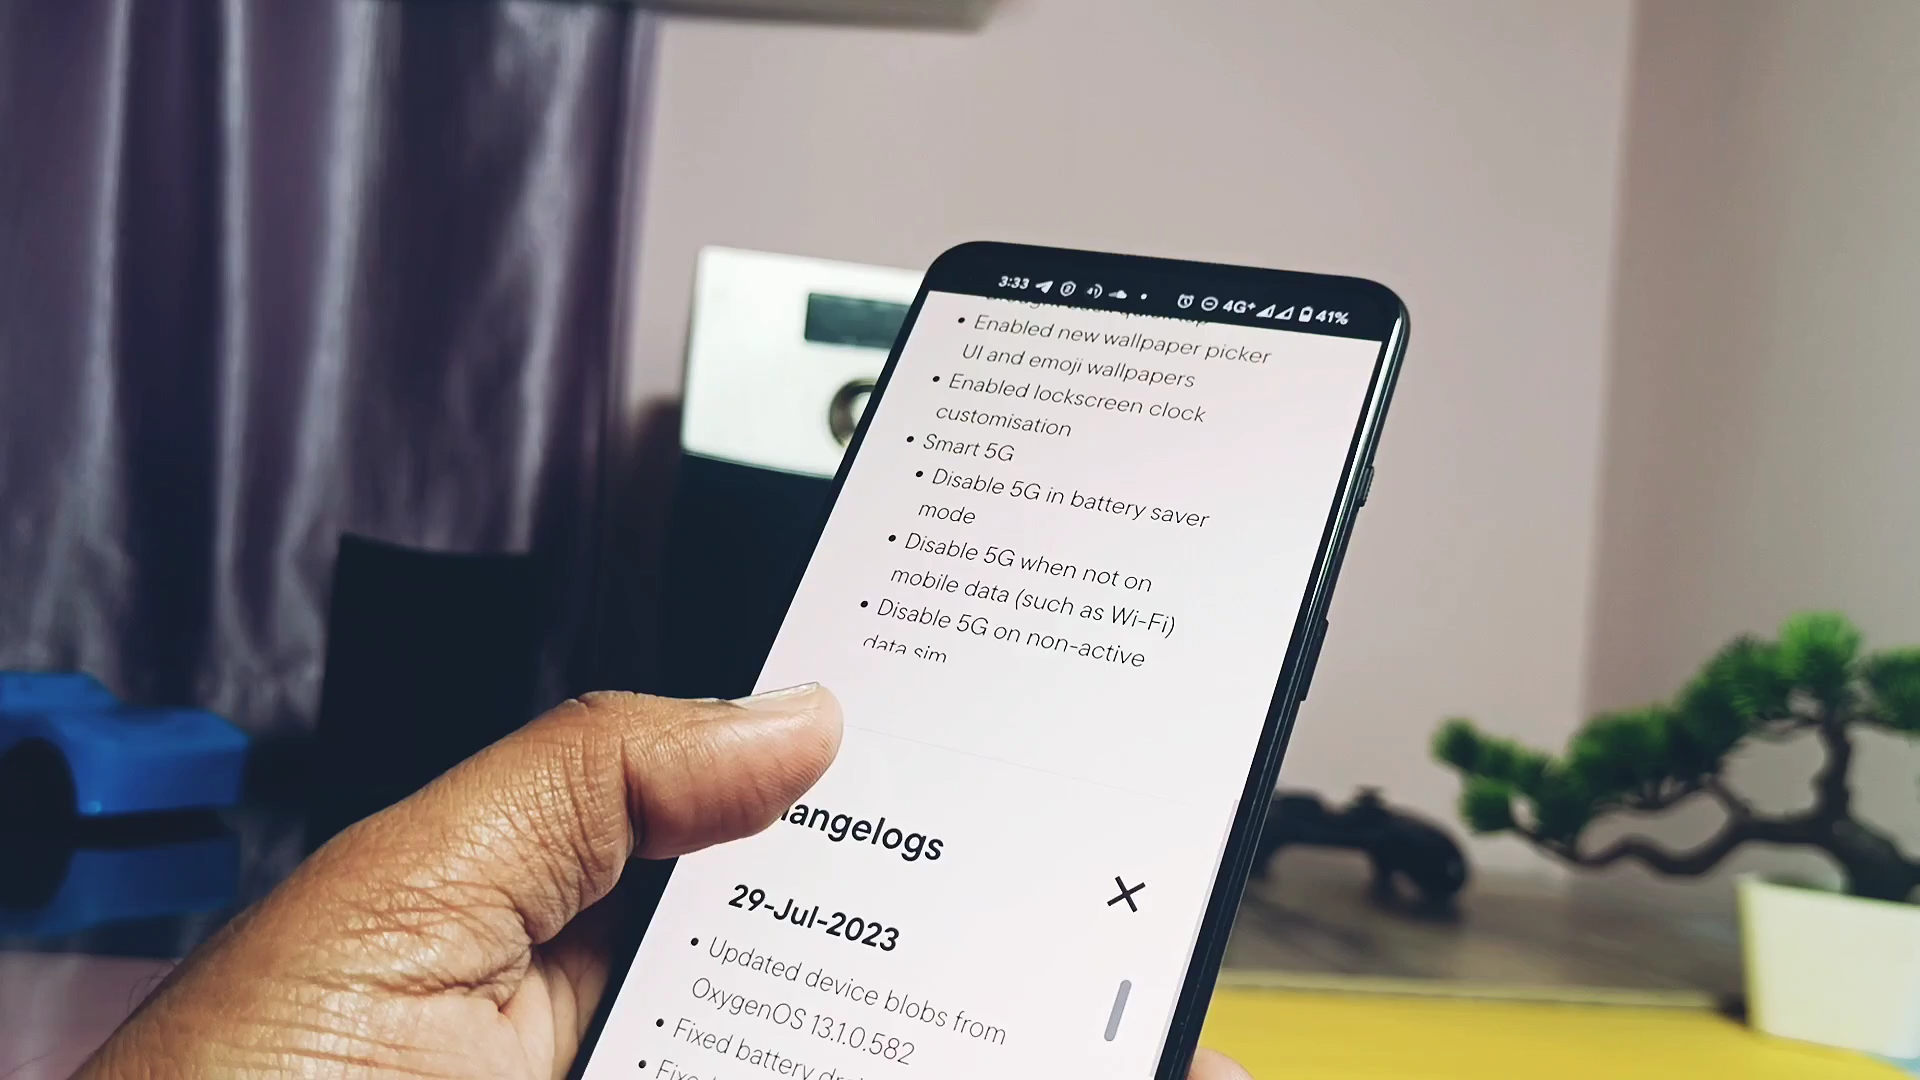 3:33 4G+ 41%
• Enabled new wallpaper picker
UI and emoji wallpapers
• Enabled lockscreen clock
customisation
• Smart 5G
• Disable 5G in battery saver
mode
• Disable 5G when not on
mobile data (such as Wi-Fi)
• Disable 5G on non-active
data sim
angelogs
29-Jul-2023
• Updated device blobs from
OxygenOS 13.1.0.582
• Fixed battery